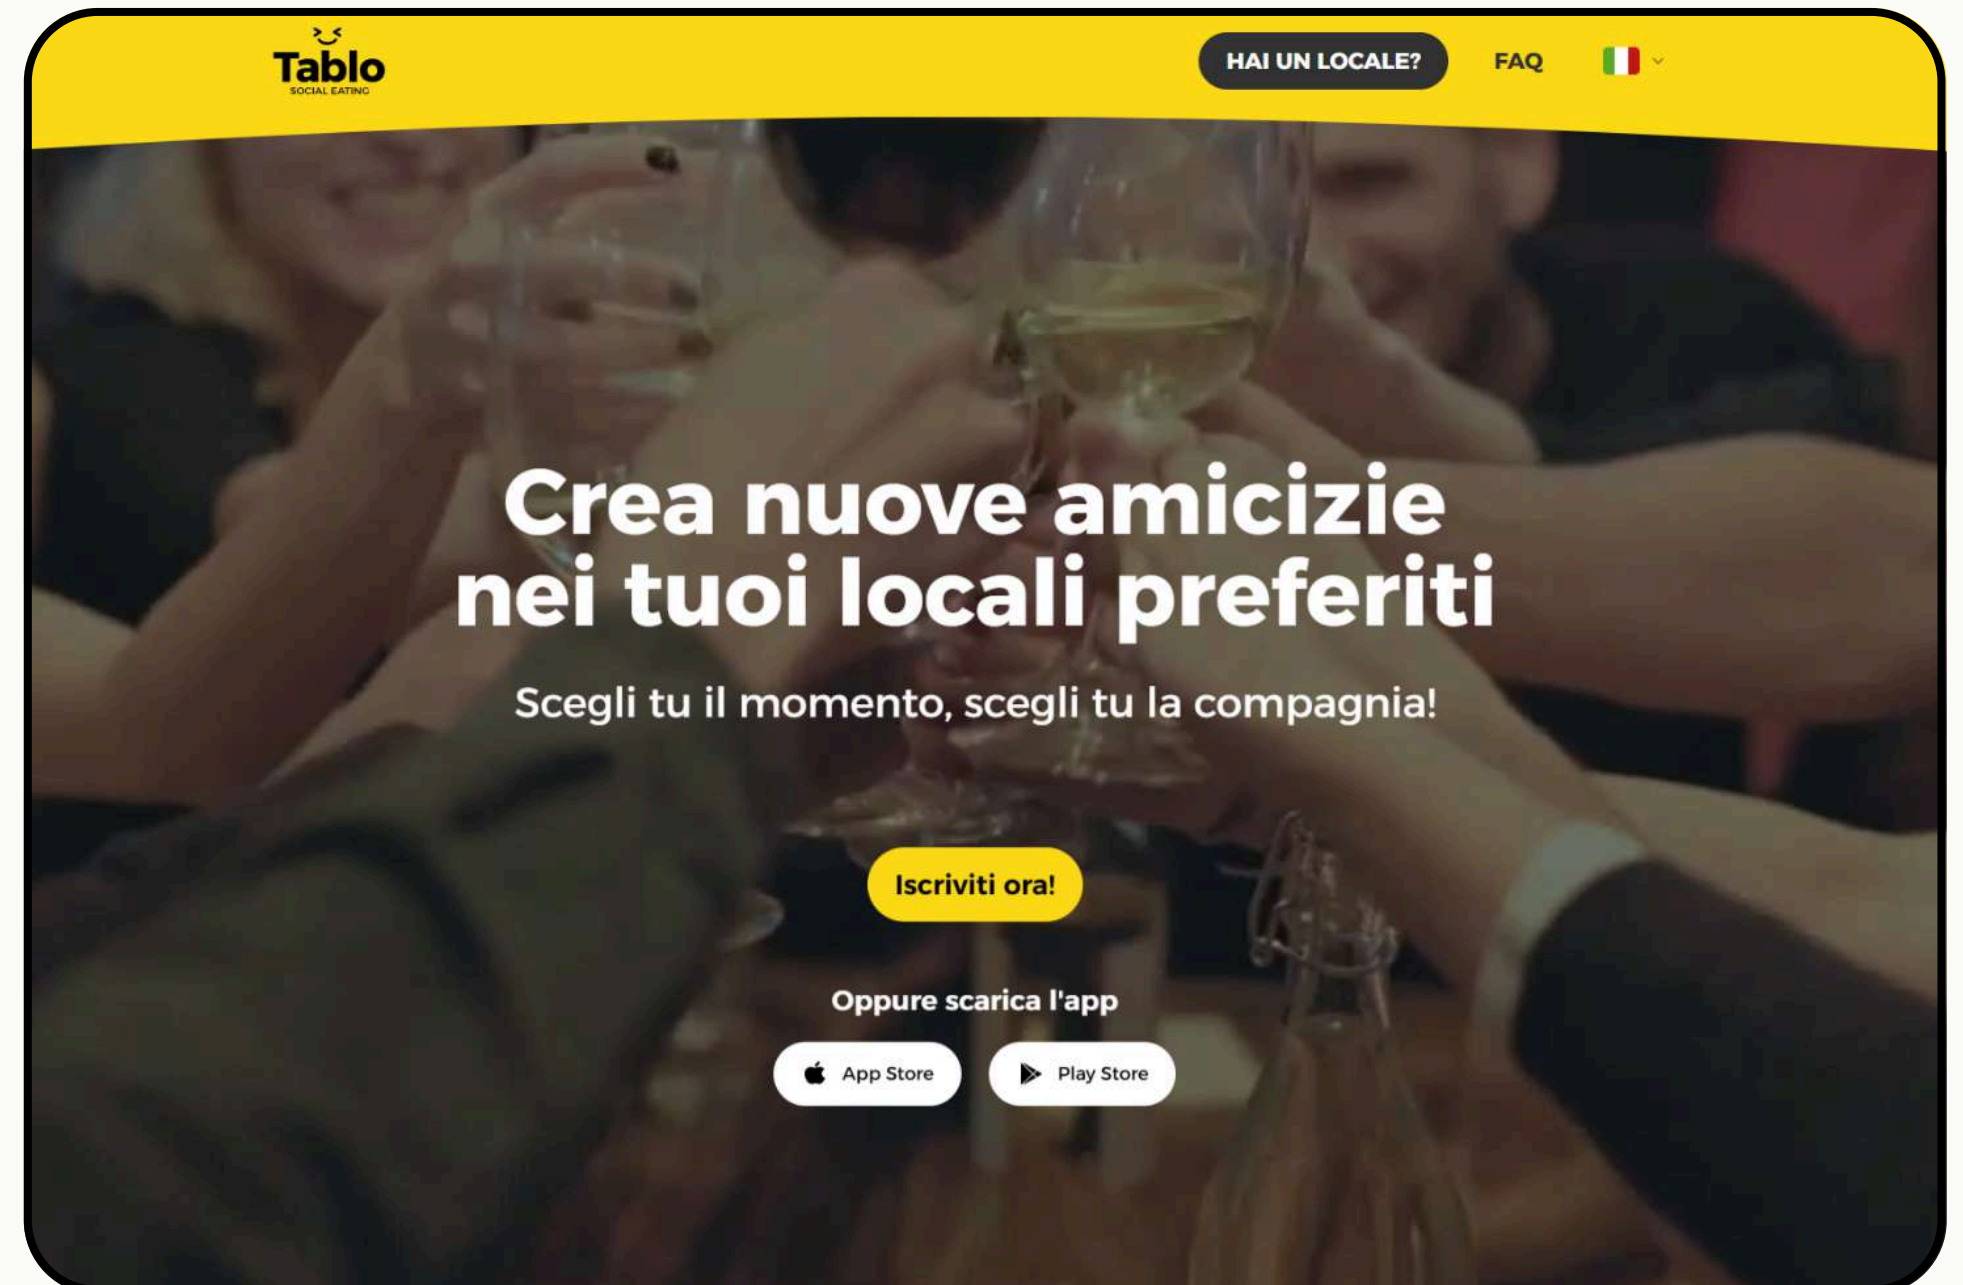 Tablo
SOCIAL EATING
HAI UN LOCALE?
FAQ
Crea nuove amicizie
nei tuoi locali preferiti
Scegli tu il momento, scegli tu la compagnia!
Iscriviti ora!
Oppure scarica l'app
App Store
Play Store